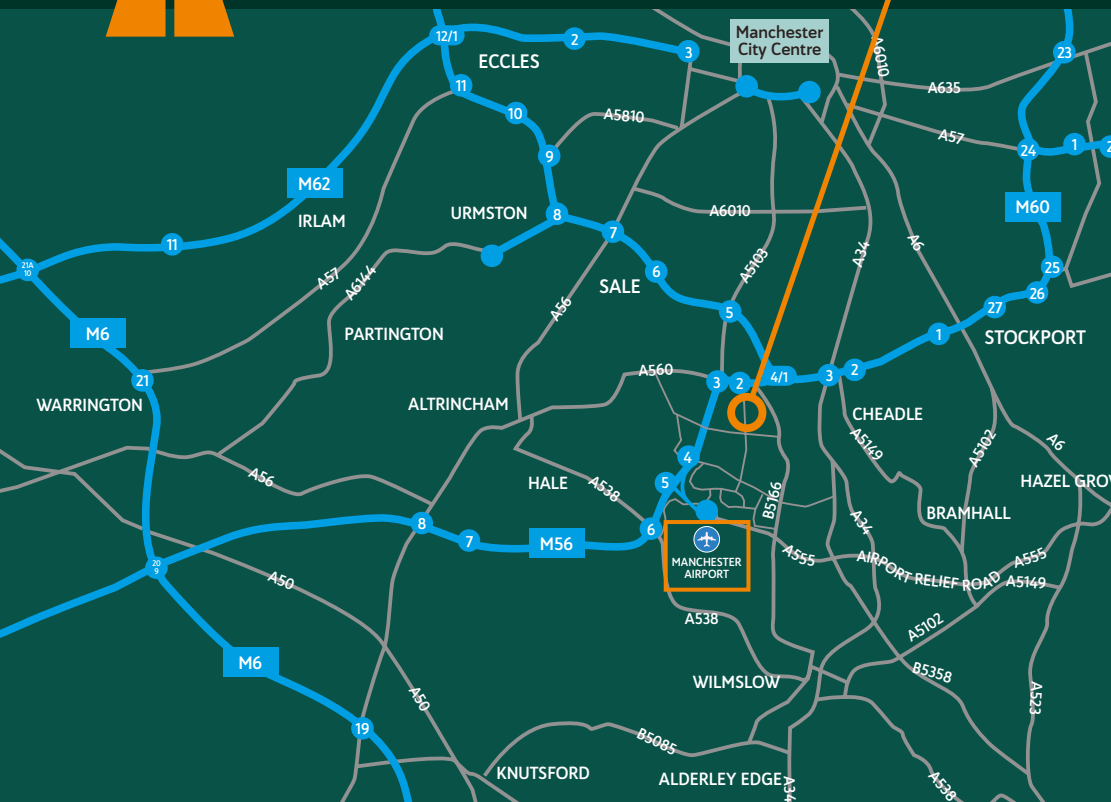 Manchester
City Centre
12/1
2
3
ECCLES
A6010
23
11
A635
10
A5810
A57
9
24
1
2
M62
M60
IRLAM
URMSTON
8
A6010
7
11
A34
A6
21A
10
A57
A6144
A5103
25
6
SALE
26
A56
27
5
M6
PARTINGTON
1
STOCKPORT
21
A560
3
2
4/1
3
2
WARRINGTON
ALTRINCHAM
CHEADLE
A5149
A5102
A6
4
A56
HALE
A538
5
B5166
HAZEL GROV
BRAMHALL
8
7
M56
6
A34
MANCHESTER
AIRPORT
A555
AIRPORT RELIEF ROAD
A555
A5149
20
9
A50
A538
A5102
M6
WILMSLOW
B5358
A50
A523
19
B5085
KNUTSFORD
ALDERLEY EDGE
A34
A538